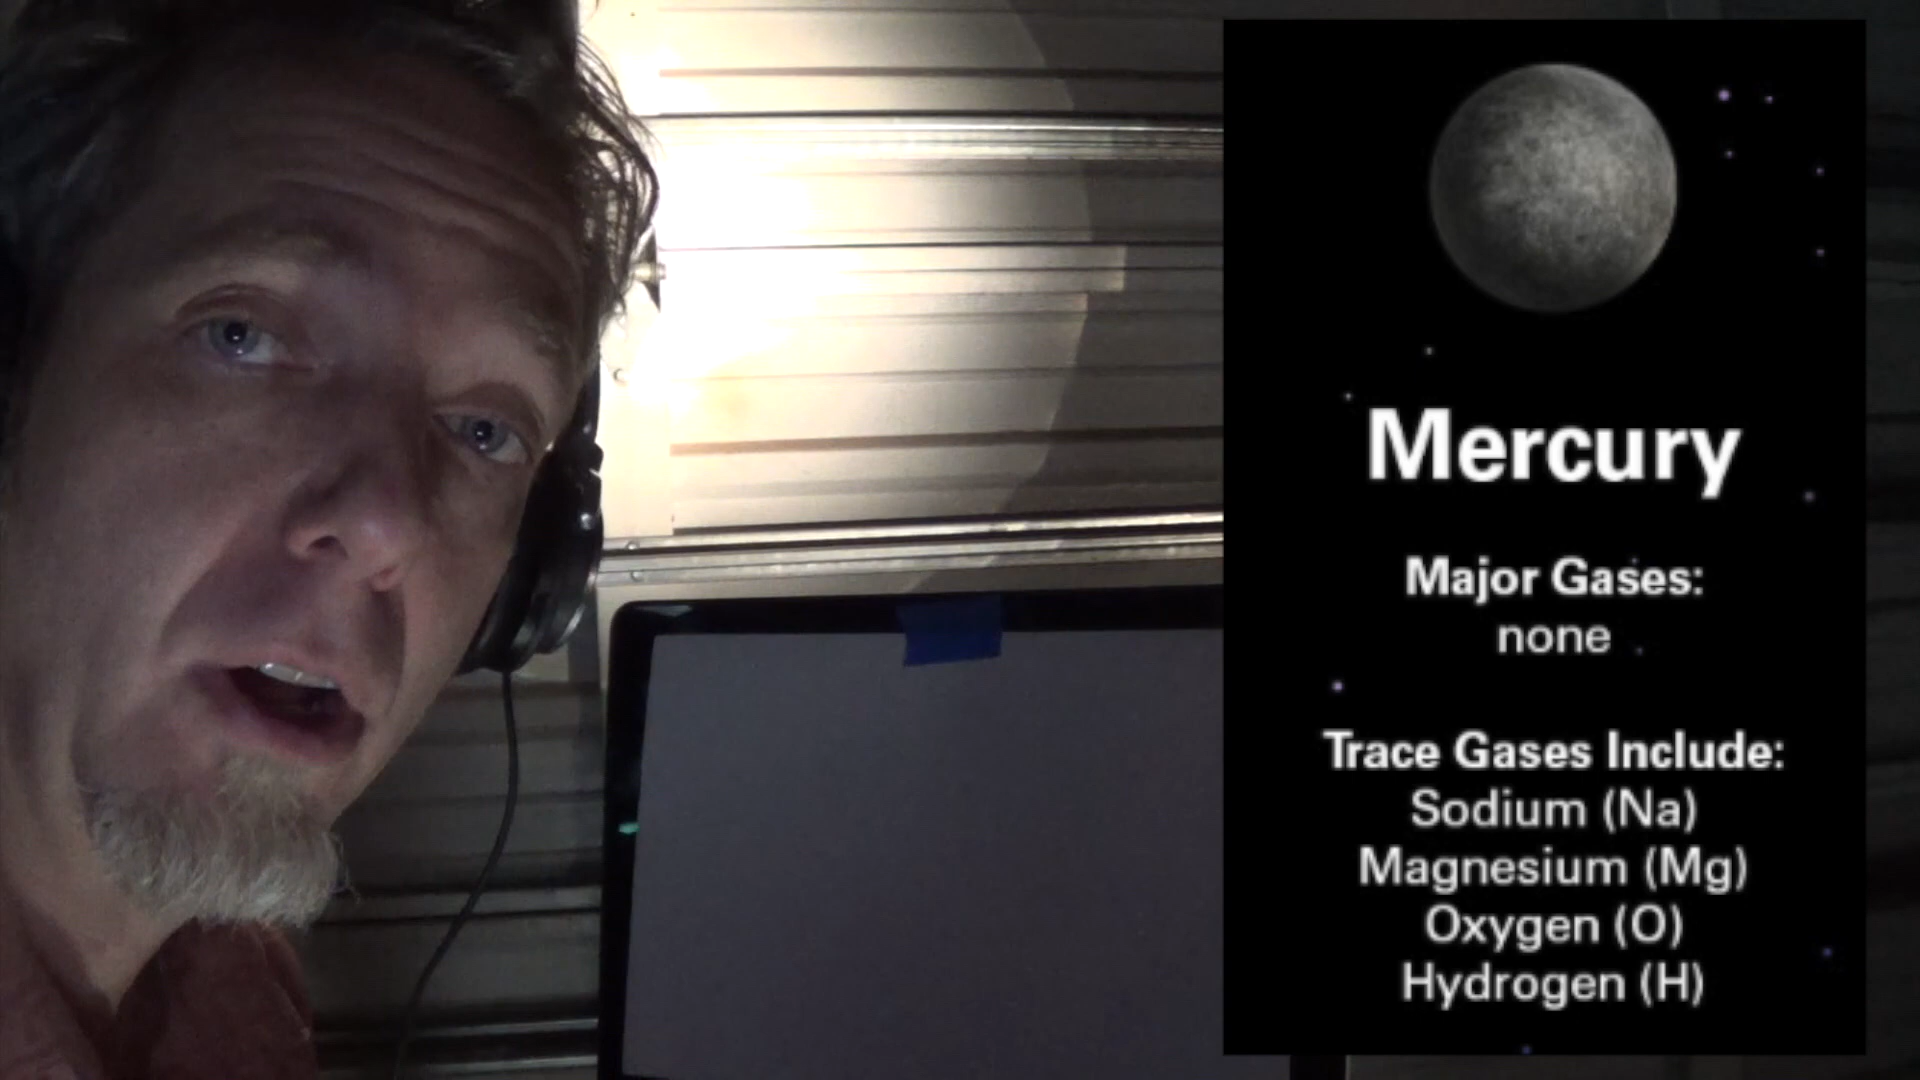 Mercury
Major Gases:
none
Trace Gases Include:
Sodium (Na)
Magnesium (Mg)
Oxygen (O)
Hydrogen (H)